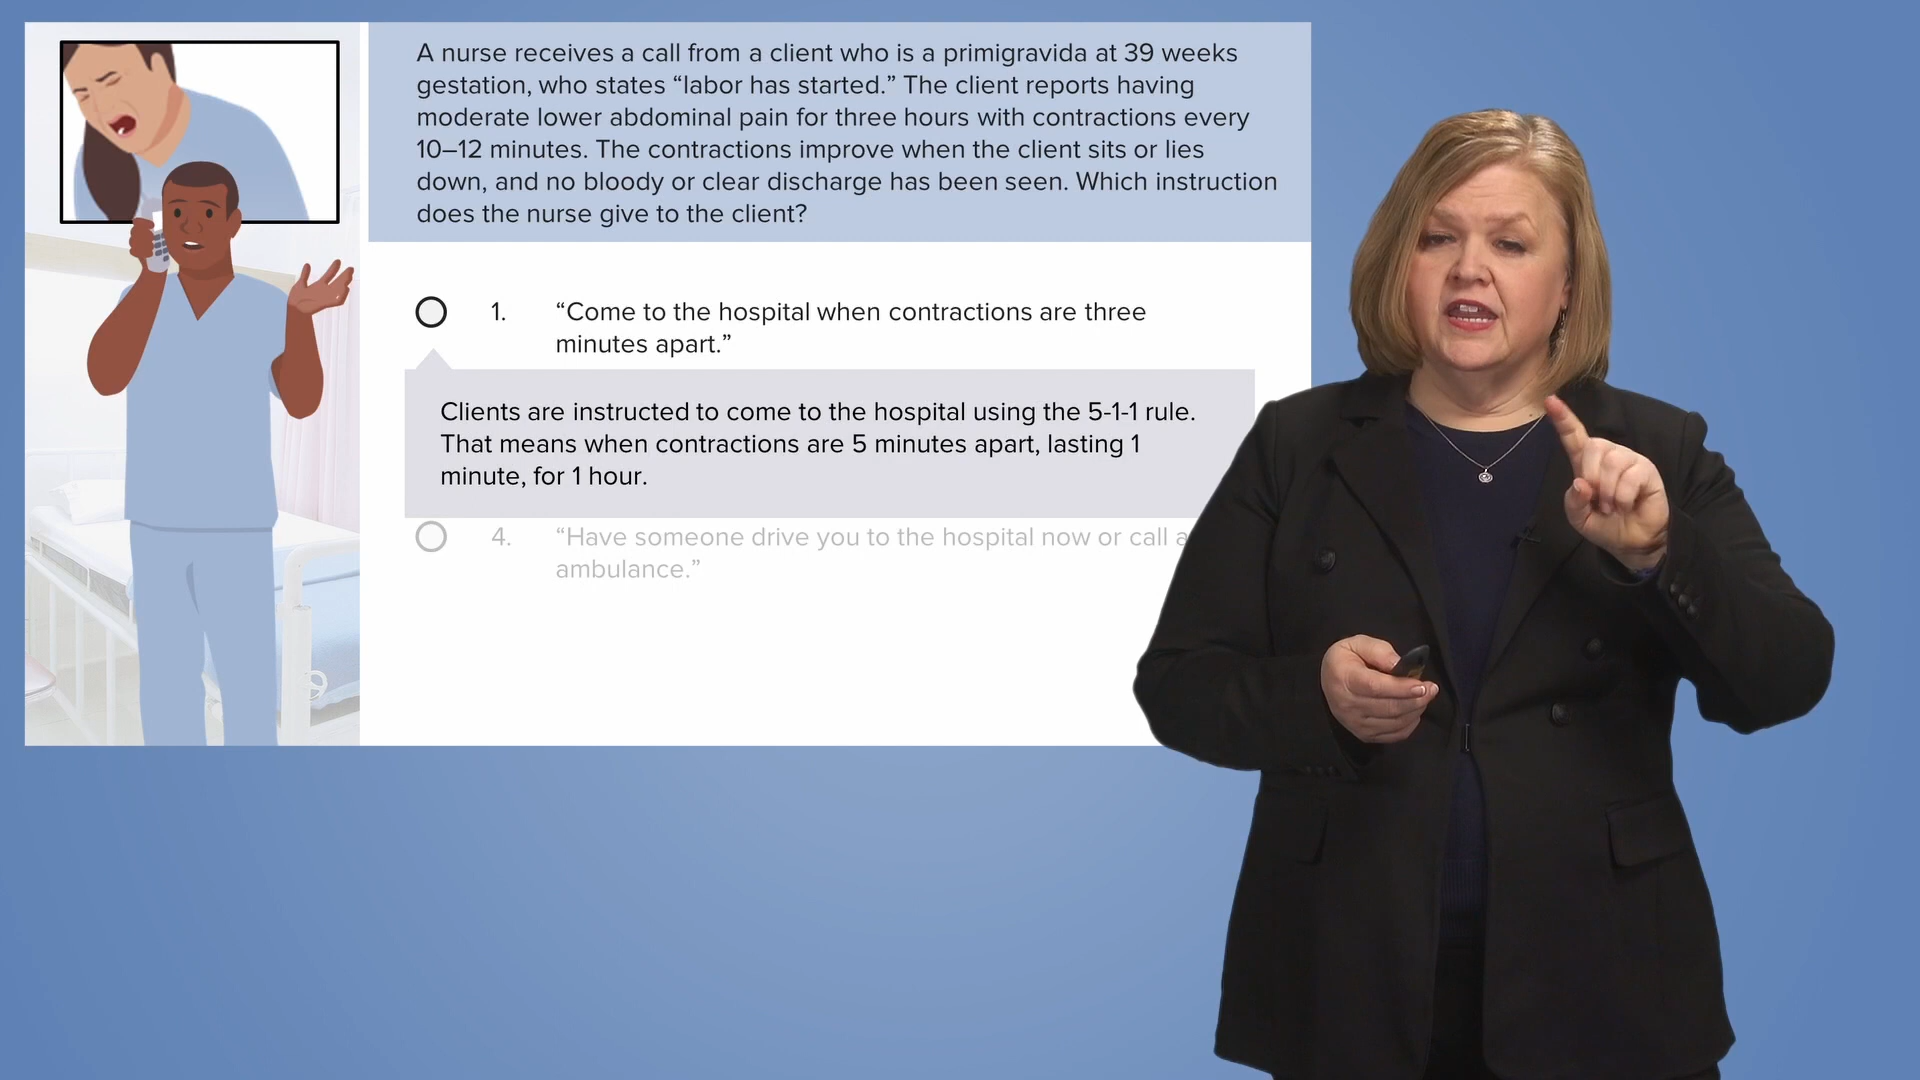 A nurse receives a call from a client who is a primigravida at 39 weeks
gestation, who states “labor has started.” The client reports having
moderate lower abdominal pain for three hours with contractions every
10–12 minutes. The contractions improve when the client sits or lies
down, and no bloody or clear discharge has been seen. Which instruction
does the nurse give to the client?
1. “Come to the hospital when contractions are three
minutes apart.”
Clients are instructed to come to the hospital using the 5-1-1 rule.
That means when contractions are 5 minutes apart, lasting 1
minute, for 1 hour.
4. “Have someone drive you to the hospital now or call
ambulance.”